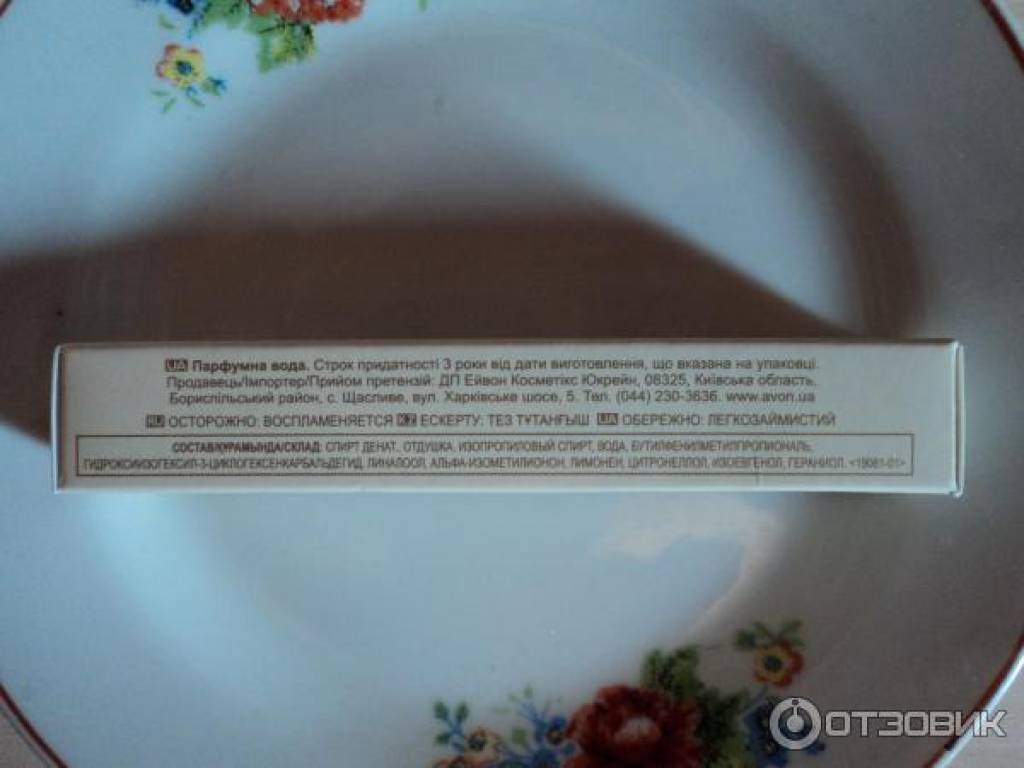 UA Парфумна вода. Строк придатності 3 роки від дати виготовлення, що вказана на упаковці.
Продавець/Імпортер/Прийом претензій: ДП Ейвон Косметікс Юкрейн, 08325, Київська область,
Бориспільський район, с. Щасливе, вул. Харківське шосе, 5. Тел. (044) 230-3636. www.avon.ua
RU ОСТОРОЖНО: ВОСПЛАМЕНЯЕТСЯ KZ ЕСКЕРТУ: ТЕЗ ТҰТАНҒЫШ UA ОБЕРЕЖНО: ЛЕГКОЗАЙМИСТИЙ
СОСТАВ/ҚҰРАМЫНДА/СКЛАД: СПИРТ ДЕНАТ., ОТДУШКА, ИЗОПРОПИЛОВЫЙ СПИРТ, ВОДА, БУТИЛФЕНИЛМЕТИЛПРОПИОНАЛЬ,
ГИДРОКСИИЗОГЕКСИЛ-3-ЦИКЛОГЕКСЕНКАРБАЛЬДЕГИД, ЛИНАЛООЛ, АЛЬФА-ИЗОМЕТИЛИОНОН, ЛИМОНЕН, ЦИТРОНЕЛЛОЛ, ИЗОЕВГЕНОЛ, ГЕРАНИОЛ. <19061-01>
ОТЗОВИК